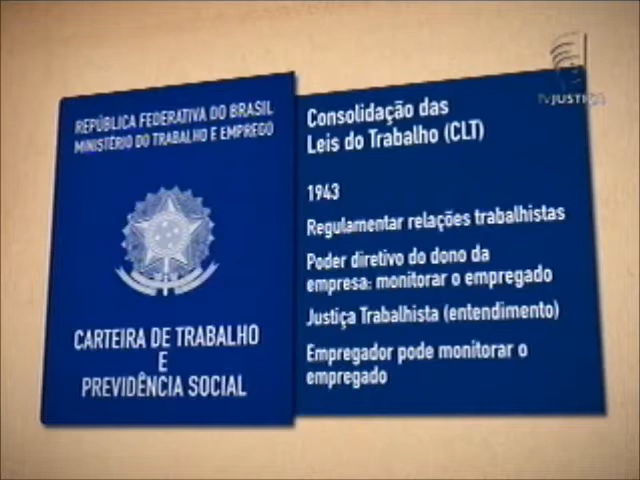 TVJUSTIÇA
REPÚBLICA FEDERATIVA DO BRASIL
MINISTÉRIO DO TRABALHO E EMPREGO
CARTEIRA DE TRABALHO
E
PREVIDÊNCIA SOCIAL
Consolidação das
Leis do Trabalho (CLT)
1943
Regulamentar relações trabalhistas
Poder diretivo do dono da
empresa: monitorar o empregado
Justiça Trabalhista (entendimento)
Empregador pode monitorar o
empregado